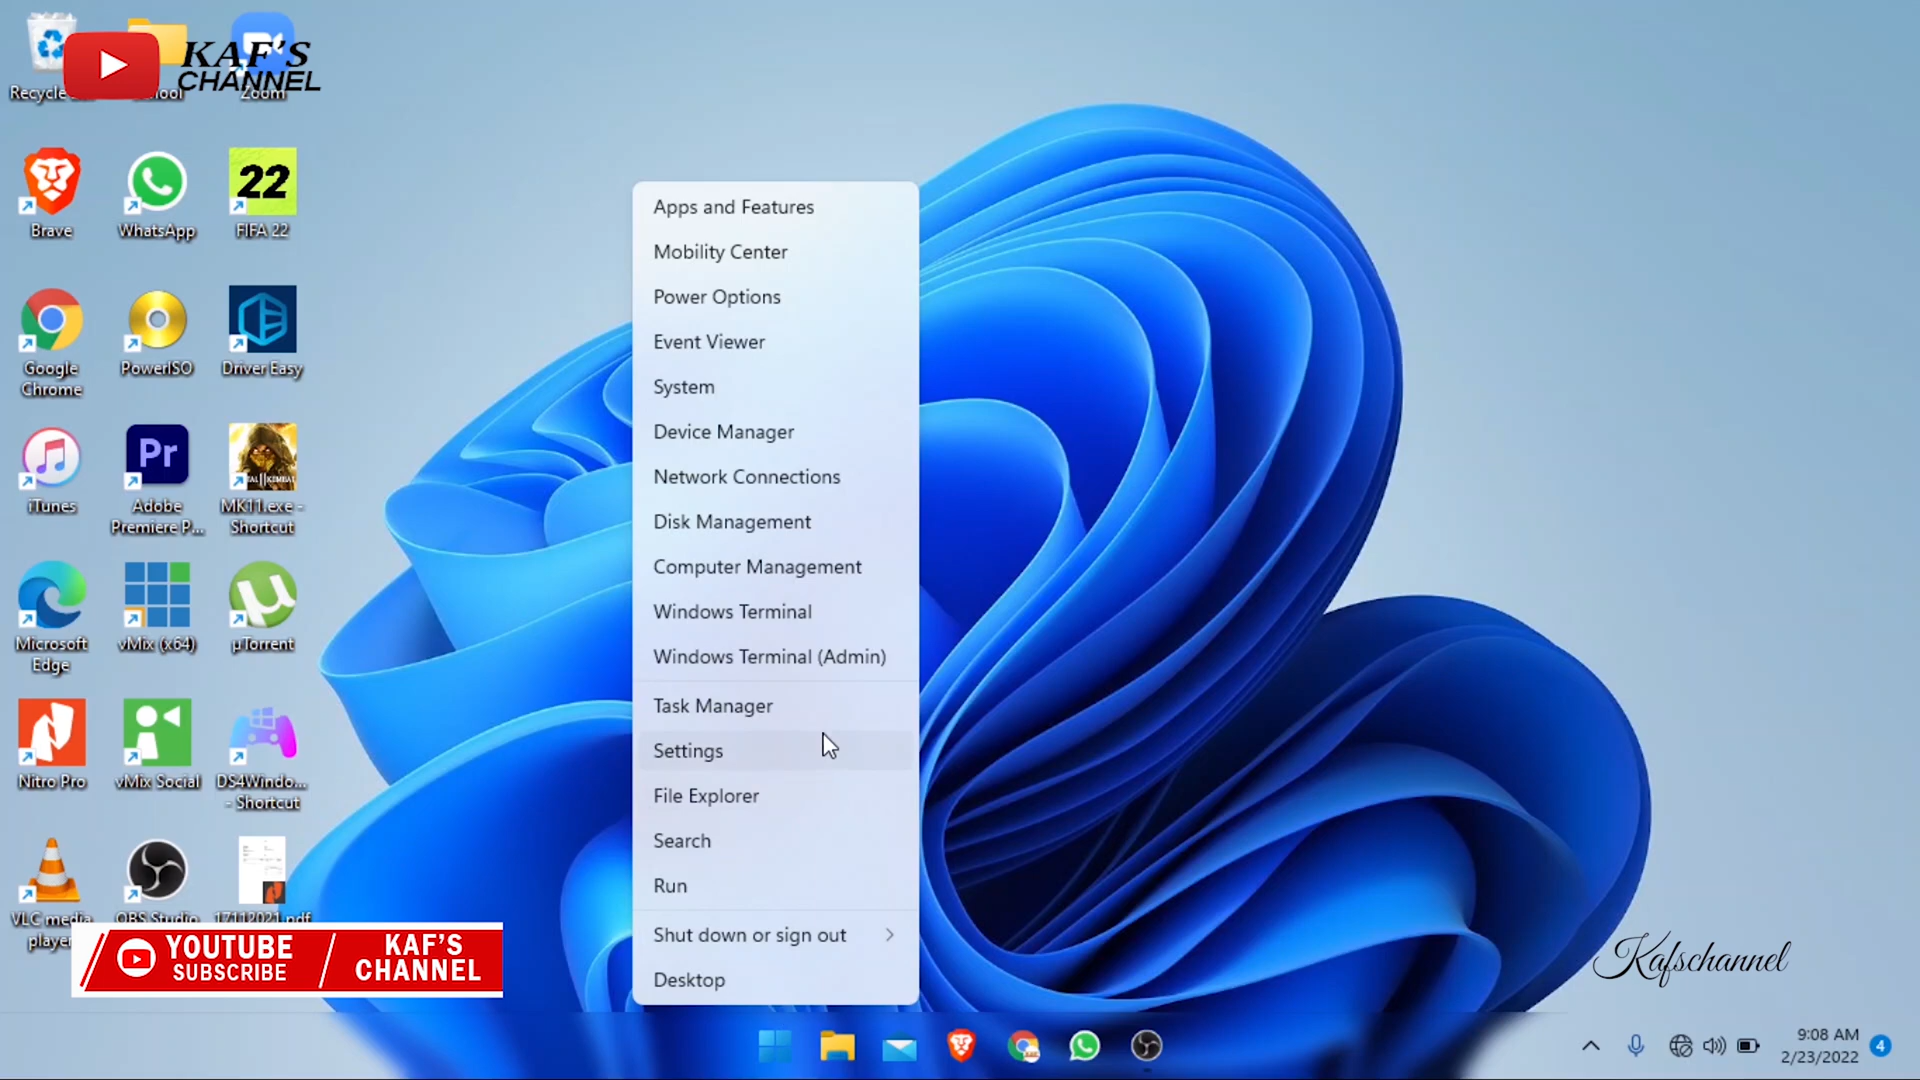 KAF'S
CHANNEL
Recycle
Zoom
Brave
WhatsApp
22
FIFA 22
Google
Chrome
PowerISO
Driver Easy
iTunes
Pr
Adobe
Premiere P...
MK11.exe -
Shortcut
Microsoft
Edge
vMix (x64)
µTorrent
Nitro Pro
vMix Social
DS4Windo...
- Shortcut
VLC media
player
OBS Studio
17112021.pdf
Apps and Features
Mobility Center
Power Options
Event Viewer
System
Device Manager
Network Connections
Disk Management
Computer Management
Windows Terminal
Windows Terminal (Admin)
Task Manager
Settings
File Explorer
Search
Run
Shut down or sign out
Desktop
YOUTUBE
SUBSCRIBE
KAF'S
CHANNEL
Kafschannel
9:08 AM
2/23/2022
4